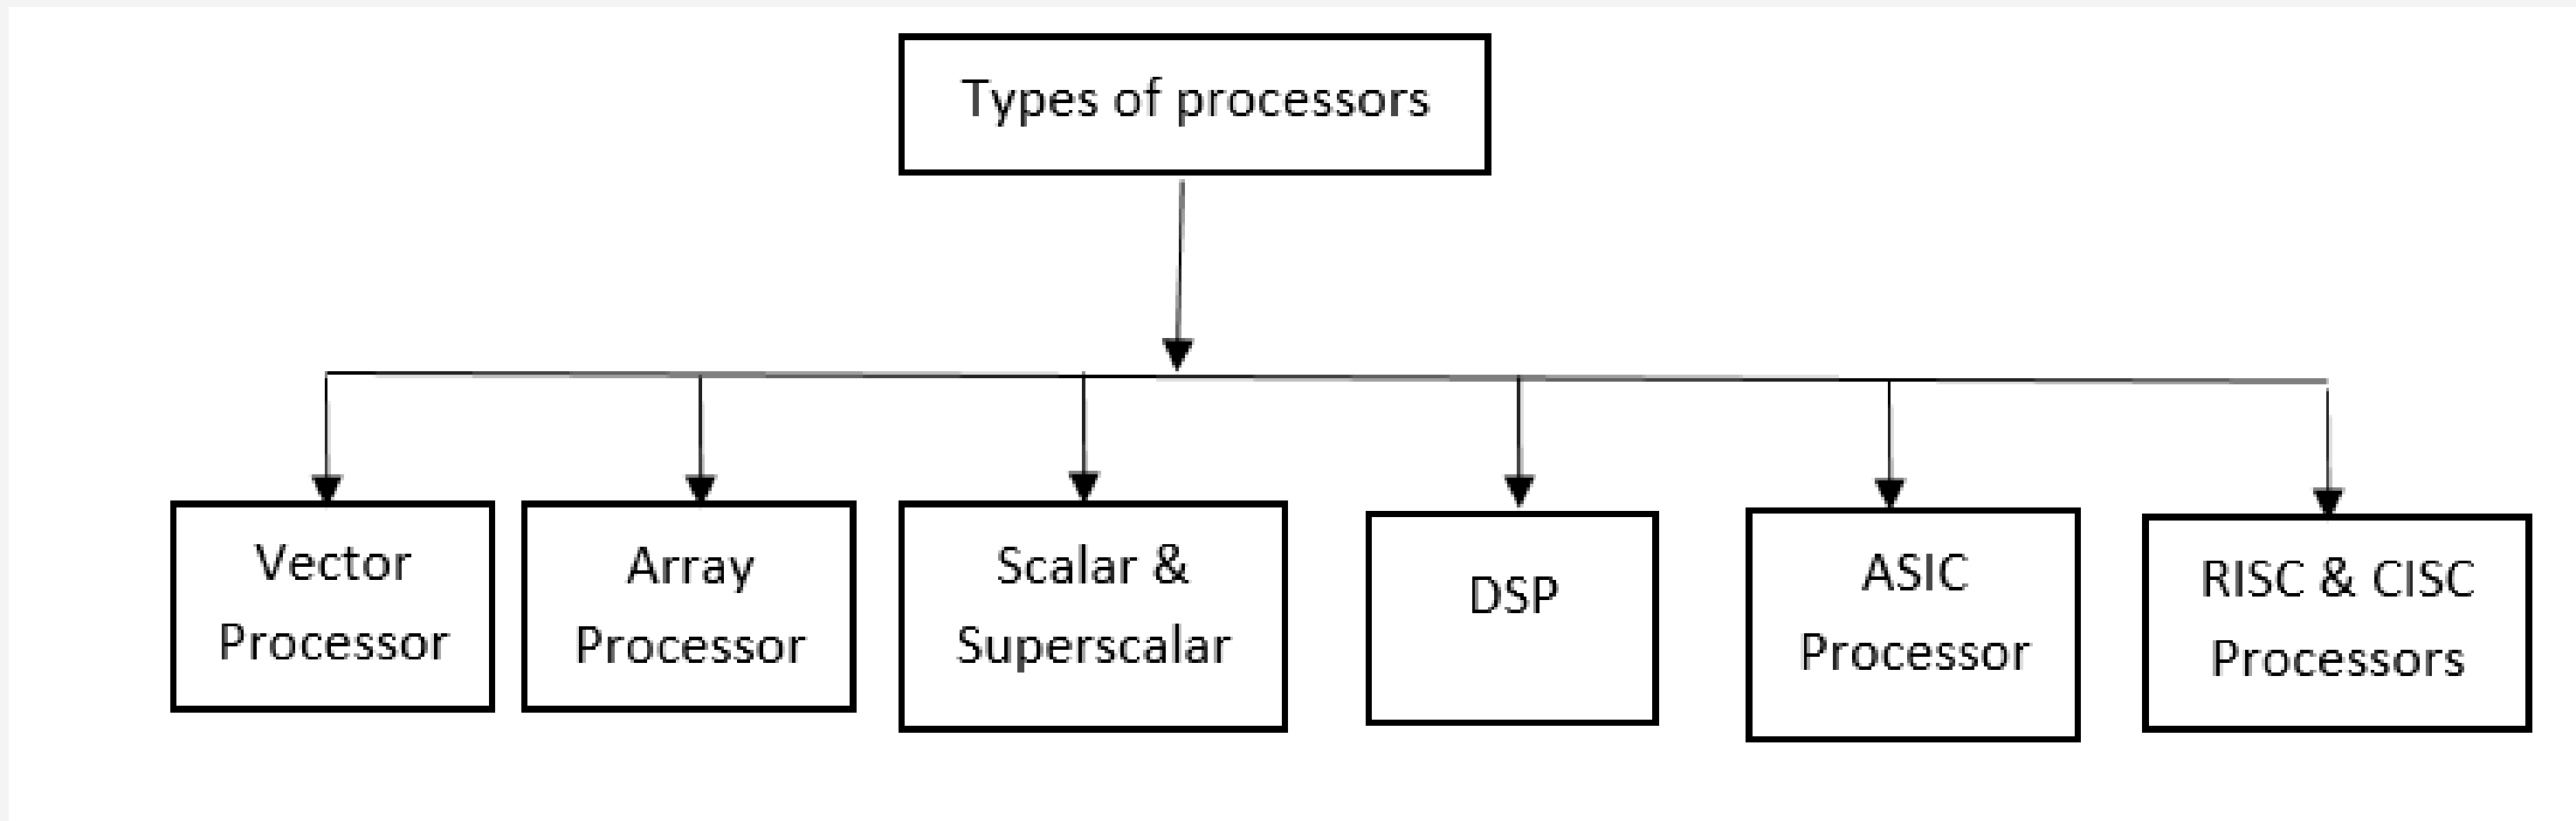 Types of processors
Vector
Processor
Array
Processor
Scalar &
Superscalar
DSP
ASIC
Processor
RISC & CISC
Processors